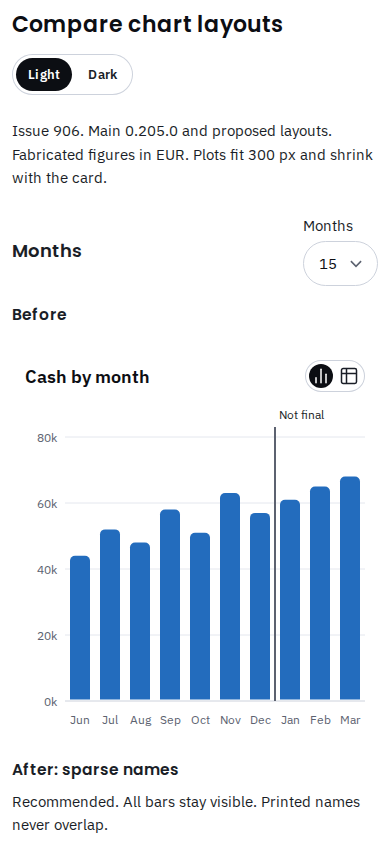 Compare chart layouts
Light Dark
Issue 906. Main 0.205.0 and proposed layouts.
Fabricated figures in EUR. Plots fit 300 px and shrink
with the card.
Months
Months
15
Before
Cash by month
Not final
80k
60k
40k
20k
0k
Jun Jul Aug Sep Oct Nov Dec Jan Feb Mar
After: sparse names
Recommended. All bars stay visible. Printed names
never overlap.